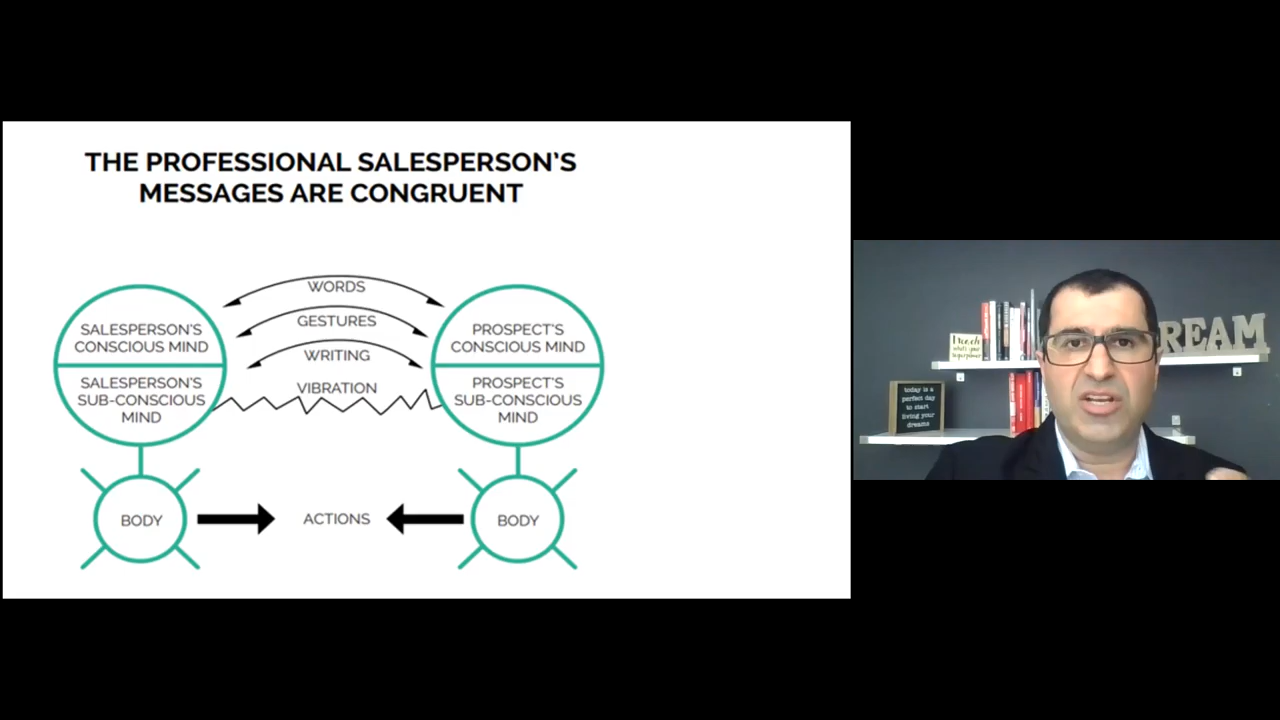 THE PROFESSIONAL SALESPERSON'S
MESSAGES ARE CONGRUENT
WORDS
GESTURES
WRITING
VIBRATION
SALESPERSON'S
CONSCIOUS MIND
SALESPERSON'S
SUB-CONSCIOUS
MIND
PROSPECT'S
CONSCIOUS MIND
PROSPECT'S
SUB-CONSCIOUS
MIND
BODY
ACTIONS
BODY
REAM
today is a
perfect day
to start
living your
dreams